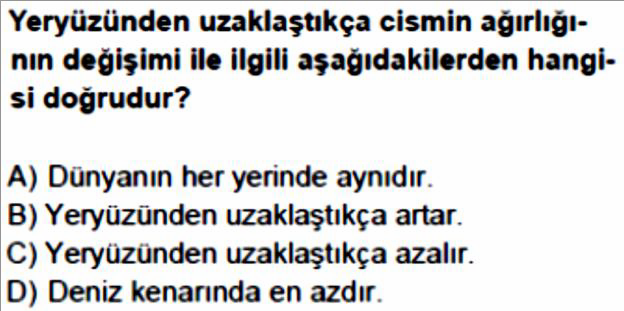 Yeryüzünden uzaklaştıkça cismin ağırlığı-
nın değişimi ile ilgili aşağıdakilerden hangi-
si doğrudur?
A) Dünyanın her yerinde aynıdır.
B) Yeryüzünden uzaklaştıkça artar.
C) Yeryüzünden uzaklaştıkça azalır.
D) Deniz kenarında en azdır.